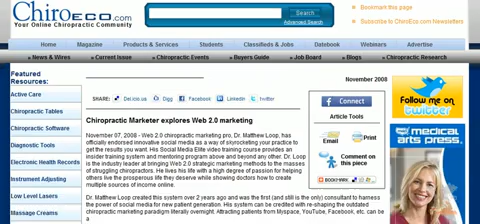 ChiroEco.com
Your Online Chiropractic Community
Search
Advanced Search
Bookmark this page
Subscribe to ChiroEco.com Newsletters
Home
Magazine
Products & Services
Students
Classifieds & Jobs
Datebook
Webinars
Advertise
» News & Wires
» Current Issue
» Chiropractic Events
» Buyers Guide
» Job Board
» Blogs
» Chiropractic Research
Featured
Resources:
Active Care
Chiropractic Tables
Chiropractic Software
Diagnostic Tools
Electronic Health Records
Instrument Adjusting
Low Level Lasers
Massage Creams
November 2008
SHARE:
Del.icio.us
Digg
Facebook
LinkedIn
Twitter
Chiropractic Marketer explores Web 2.0 marketing
November 07, 2008 - Web 2.0 chiropractic marketing pro, Dr. Matthew Loop, has
officially endorsed innovative social media as a way of skyrocketing your practice to
get the results you want. His Social Media Elite video training course provides an
insider training system and mentoring program above and beyond any other. Dr. Loop
is the industry leader at bringing Web 2.0 strategic marketing methods to the masses
of struggling chiropractors. He lives his life with a high degree of passion for helping
others live the prosperous life they deserve while showing doctors how to create
multiple sources of income online.
Dr. Matthew Loop created this system over 2 years ago and was the first (and still is the only) consultant to harness
the power of social media for new patient generation. His system can be credited with re-shaping the outdated
chiropractic marketing paradigm literally overnight. Attracting patients from Myspace, YouTube, Facebook, etc. can be
a
Connect
Article Tools
Email
Print
Comment on
this piece
Follow me
on twitter
medical
arts press